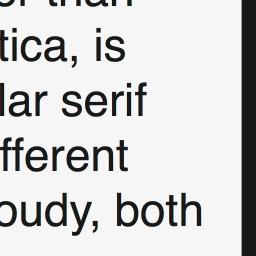 than
tica, is
lar serif
fferent
oudy, both